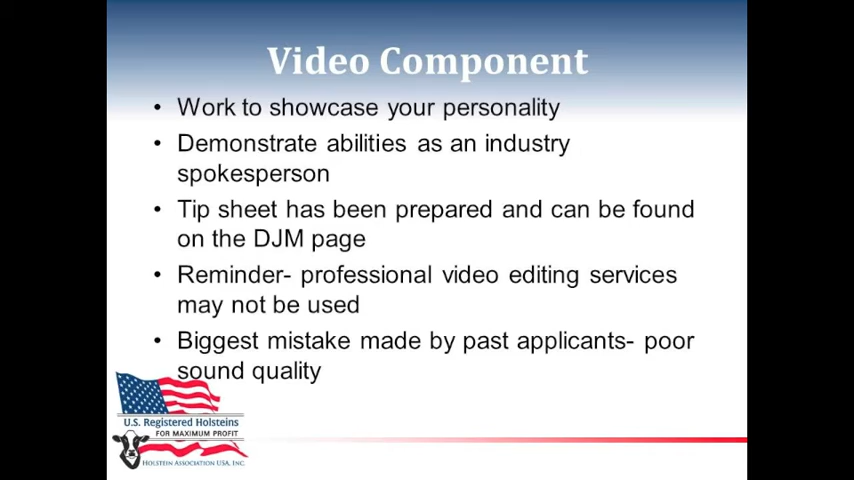 Video Component
• Work to showcase your personality
• Demonstrate abilities as an industry
spokesperson
• Tip sheet has been prepared and can be found
on the DJM page
• Reminder- professional video editing services
may not be used
• Biggest mistake made by past applicants- poor
sound quality
U.S. Registered Holsteins
FOR MAXIMUM PROFIT
HOLSTEIN ASSOCIATION USA, INC.